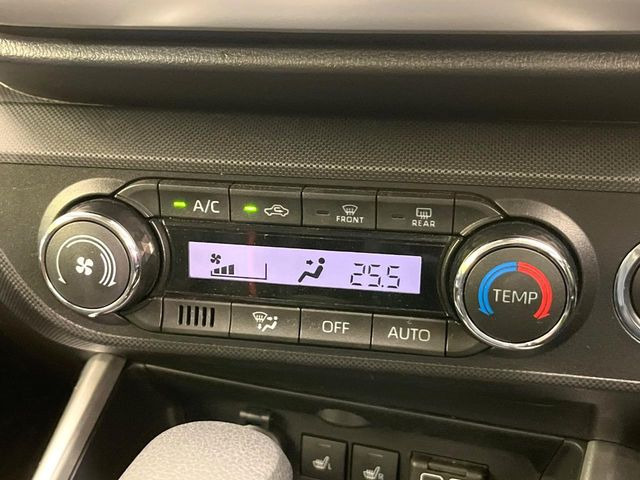 A/C
FRONT
REAR
25.5
TEMP
OFF
AUTO
L
R